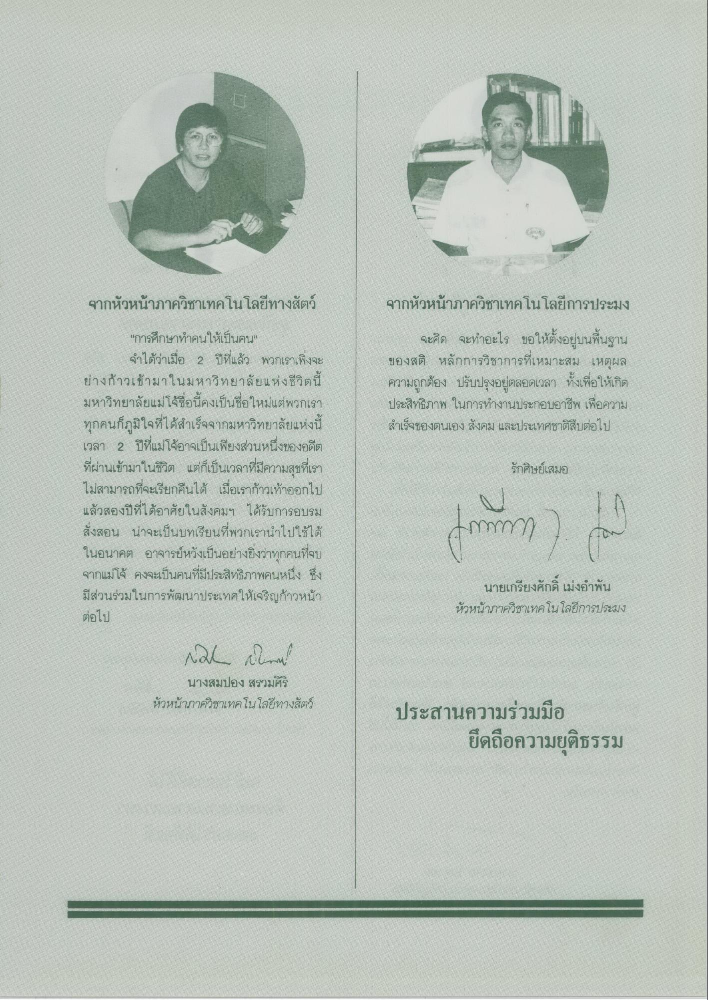 จากหัวหน้าภาควิชาเทคโนโลยีทางสัตว์
"การศึกษาทำคนให้เป็นคน"
จำได้ว่าเมื่อ 2 ปีที่แล้ว พวกเราเพิ่งจะ
ย่างก้าวเข้ามาในมหาวิทยาลัยแห่งชีวิตนี้
มหาวิทยาลัยแม่โจ้ชื่อนี้คงเป็นชื่อใหม่แต่พวกเรา
ทุกคนก็ภูมิใจที่ได้สำเร็จจากมหาวิทยาลัยแห่งนี้
เวลา 2 ปีที่แม่โจ้อาจเป็นเพียงส่วนหนึ่งของอดีต
ที่ผ่านเข้ามาในชีวิต แต่ก็เป็นเวลาที่มีความสุขที่เรา
ไม่สามารถที่จะเรียกคืนได้ เมื่อเราก้าวเท้าออกไป
แล้วสองปีที่ได้อาศัยในสังคมฯ ได้รับการอบรม
สั่งสอน น่าจะเป็นบทเรียนที่พวกเรานำไปใช้ได้
ในอนาคต อาจารย์หวังเป็นอย่างยิ่งว่าทุกคนที่จบ
จากแม่โจ้ คงจะเป็นคนที่มีประสิทธิภาพคนหนึ่ง ซึ่ง
มีส่วนร่วมในการพัฒนาประเทศให้เจริญก้าวหน้า
ต่อไป
นางสมปอง สรวมศิริ
หัวหน้าภาควิชาเทคโนโลยีทางสัตว์
จากหัวหน้าภาควิชาเทคโนโลยีการประมง
จะคิด จะทำอะไร ขอให้ตั้งอยู่บนพื้นฐาน
ของสติ หลักการวิชาการที่เหมาะสม เหตุผล
ความถูกต้อง ปรับปรุงอยู่ตลอดเวลา ทั้งเพื่อให้เกิด
ประสิทธิภาพ ในการทำงานประกอบอาชีพ เพื่อความ
สำเร็จของตนเอง สังคม และประเทศชาติสืบต่อไป
รักศิษย์เสมอ
นายเกรียงศักดิ์ เม่งอำพัน
หัวหน้าภาควิชาเทคโนโลยีการประมง
ประสานความร่วมมือ
ยึดถือความยุติธรรม